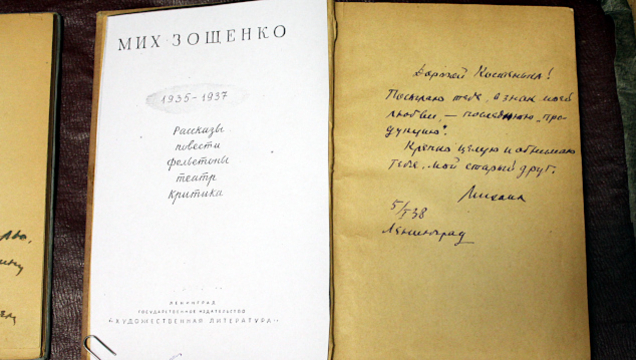 МИХ ЗОЩЕНКО
1935-1937
Рассказы
повести
фельетоны
театр
Критика
ЛЕНИНГРАД
ГОСУДАРСТВЕННОЕ ИЗДАТЕЛЬСТВО
«ХУДОЖЕСТВЕННАЯ ЛИТЕРАТУРА»
Дорогой Костенька!
Посылаю тебе, в знак моей
любви, — последнюю „про-
дукцию".
Крепко целую и обнимаю
тебя, мой старый друг.
Михаил
5/I 38
Ленинград